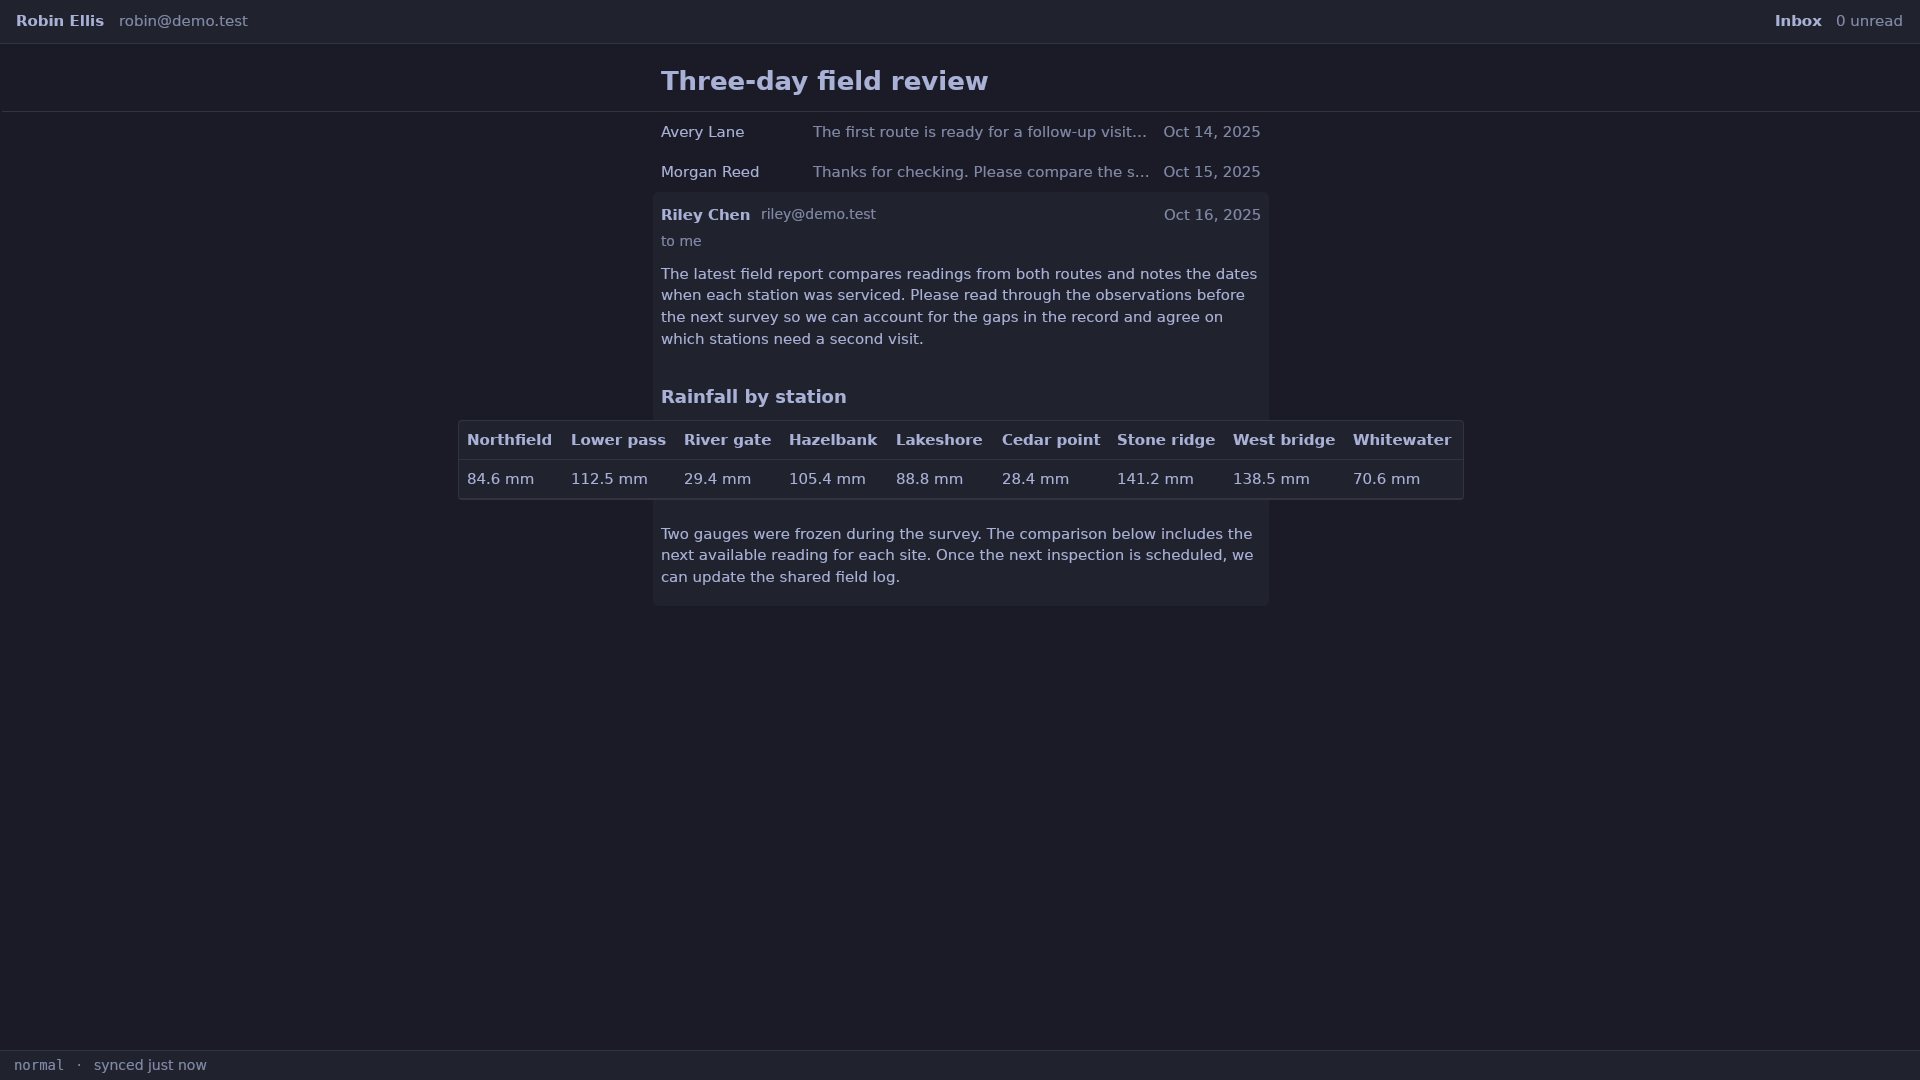 Robin Ellis robin@demo.test Inbox 0 unread
Three-day field review
Avery Lane The first route is ready for a follow-up visit... Oct 14, 2025
Morgan Reed Thanks for checking. Please compare the s... Oct 15, 2025
Riley Chen riley@demo.test Oct 16, 2025
to me
The latest field report compares readings from both routes and notes the dates
when each station was serviced. Please read through the observations before
the next survey so we can account for the gaps in the record and agree on
which stations need a second visit.
Rainfall by station
Northfield Lower pass River gate Hazelbank Lakeshore Cedar point Stone ridge West bridge Whitewater
84.6 mm 112.5 mm 29.4 mm 105.4 mm 88.8 mm 28.4 mm 141.2 mm 138.5 mm 70.6 mm
Two gauges were frozen during the survey. The comparison below includes the
next available reading for each site. Once the next inspection is scheduled, we
can update the shared field log.
normal · synced just now